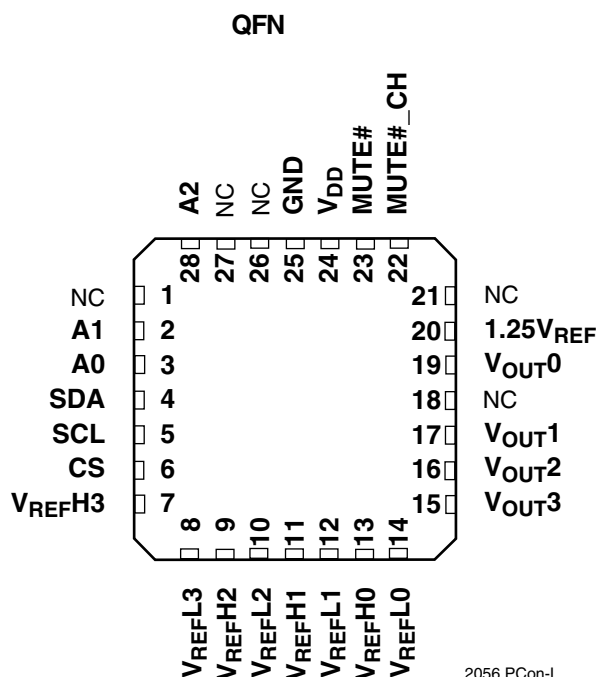 QFN
A2
NC
NC
GND
VDD
MUTE#
MUTE#_CH
28 27 26 25 24 23 22
NC 1
A1 2
A0 3
SDA 4
SCL 5
CS 6
VREFH3 7
21 NC
20 1.25VREF
19 VOUT0
18 NC
17 VOUT1
16 VOUT2
15 VOUT3
8 9 10 11 12 13 14
VREFL3
VREFH2
VREFL2
VREFH1
VREFL1
VREFH0
VREFL0